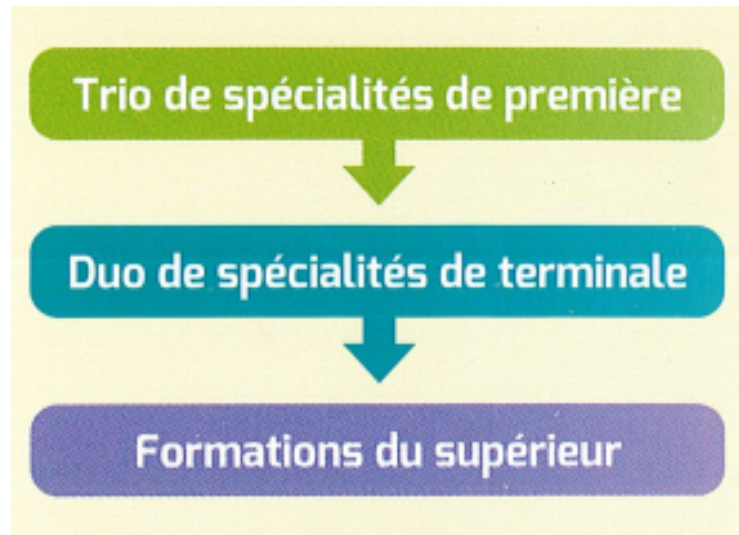 Trio de spécialités de première
Duo de spécialités de terminale
Formations du supérieur